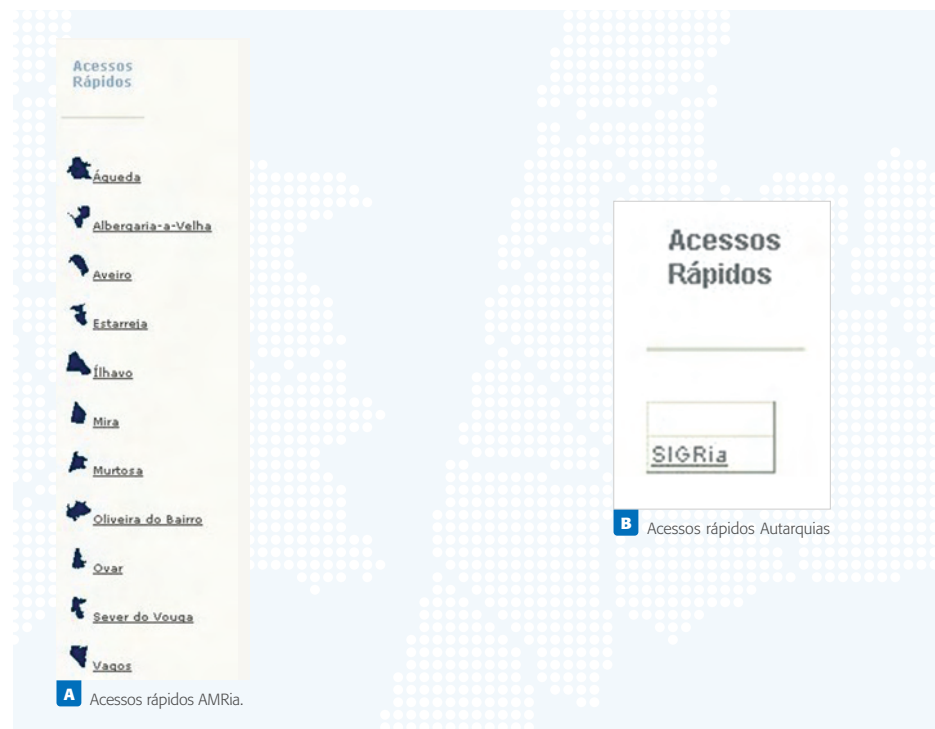 Acessos
Rápidos
Águeda
Albergaria-a-Velha
Aveiro
Estarreja
Ílhavo
Mira
Murtosa
Oliveira do Bairro
Ovar
Sever do Vouga
Vagos
A Acessos rápidos AMRia.
Acessos
Rápidos
SIGRia
B Acessos rápidos Autarquias